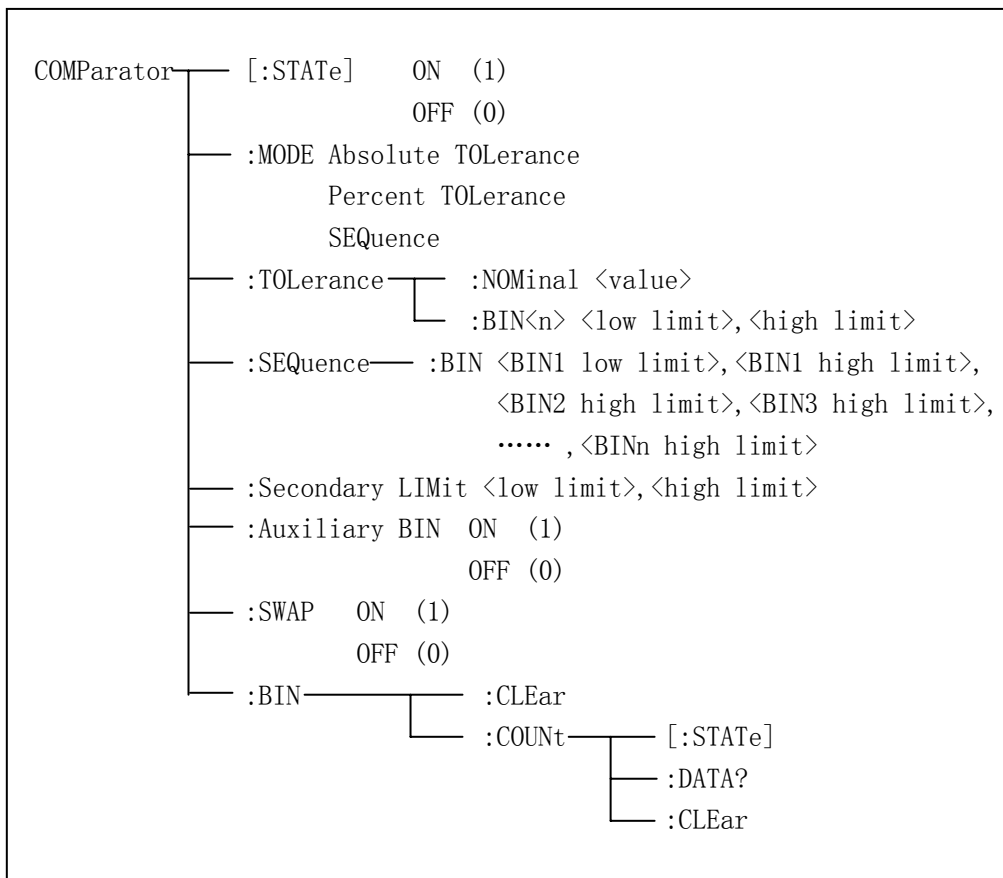 COMParator [:STATe] ON (1)
OFF (0)
:MODE Absolute TOLerance
Percent TOLerance
SEQuence
:TOLerance :NOMinal <value>
:BIN<n> <low limit>,<high limit>
:SEQuence :BIN <BIN1 low limit>,<BIN1 high limit>,
<BIN2 high limit>,<BIN3 high limit>,
…… ,<BINn high limit>
:Secondary LIMit <low limit>,<high limit>
:Auxiliary BIN ON (1)
OFF (0)
:SWAP ON (1)
OFF (0)
:BIN :CLEar
:COUNt [:STATe]
:DATA?
:CLEar